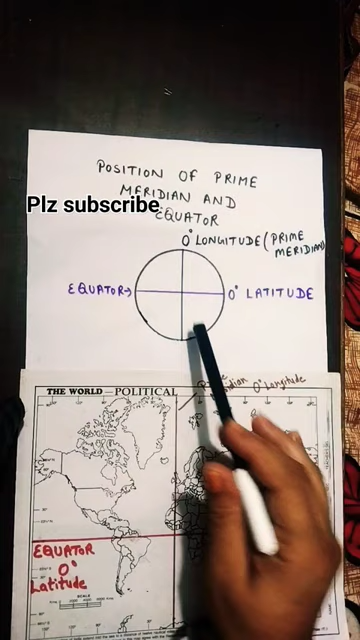 POSITION OF PRIME
MERIDIAN AND
EQUATOR
Plz subscribe
0° LONGITUDE (PRIME
MERIDIAN)
EQUATOR→
0° LATITUDE
THE WORLD — POLITICAL
0° Longitude
EQUATOR
0°
Latitude
SCALE